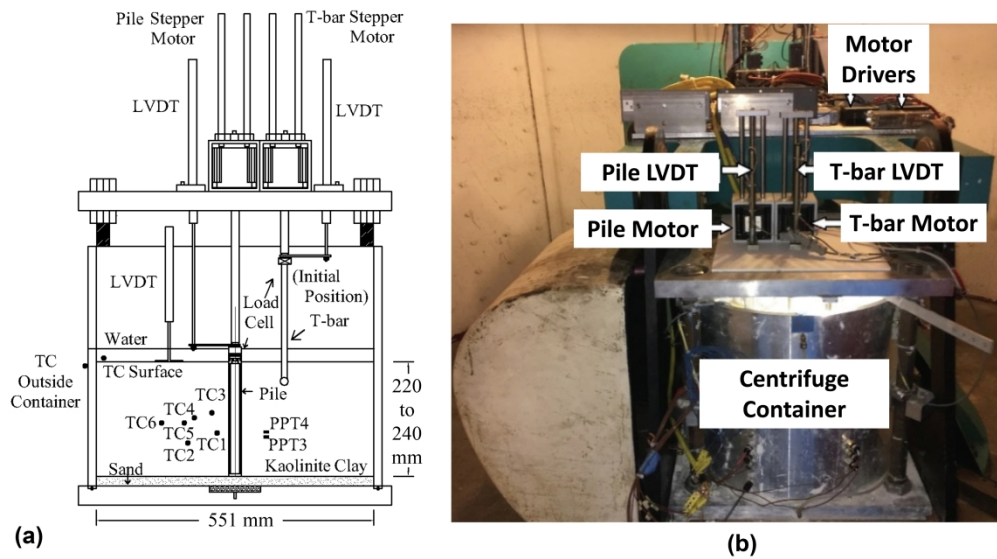 Pile Stepper
Motor
T-bar Stepper
Motor
LVDT
LVDT
LVDT
(Initial
Position)
Load
Cell
T-bar
Water
TC
Outside
Container
TC Surface
Pile
220
to
240
mm
TC3
TC4
TC6
TC5
TC1
TC2
PPT4
PPT3
Sand
Kaolinite Clay
551 mm
(a)
Motor
Drivers
Pile LVDT
T-bar LVDT
Pile Motor
T-bar Motor
Centrifuge
Container
(b)